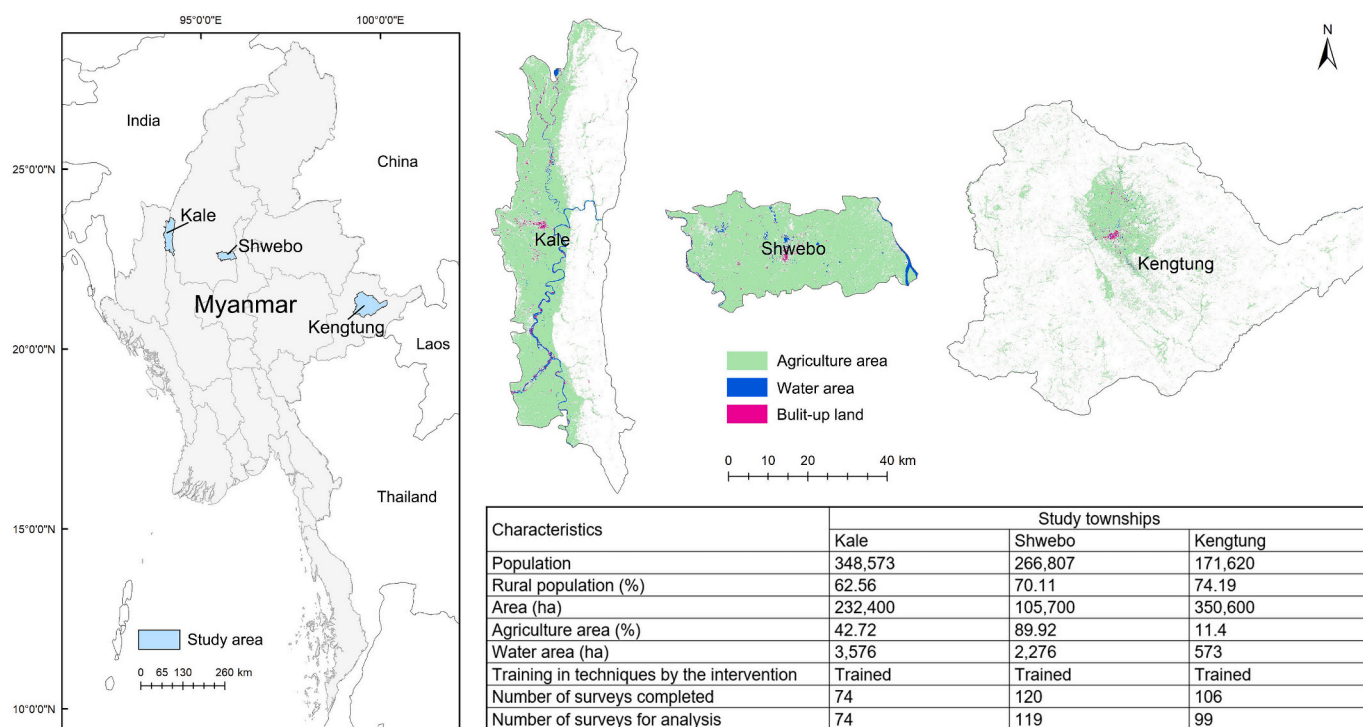 95°0'0"E 100°0'0"E
25°0'0"N
20°0'0"N
15°0'0"N
10°0'0"N
India
China
Kale
Shwebo
Myanmar
Kengtung
Laos
Thailand
Study area
0 65 130 260 km
N
Kale
Shwebo
Kengtung
Agriculture area
Water area
Bulit-up land
0 10 20 40 km
Characteristics Study townships
Kale Shwebo Kengtung
Population 348,573 266,807 171,620
Rural population (%) 62.56 70.11 74.19
Area (ha) 232,400 105,700 350,600
Agriculture area (%) 42.72 89.92 11.4
Water area (ha) 3,576 2,276 573
Training in techniques by the intervention Trained Trained Trained
Number of surveys completed 74 120 106
Number of surveys for analysis 74 119 99